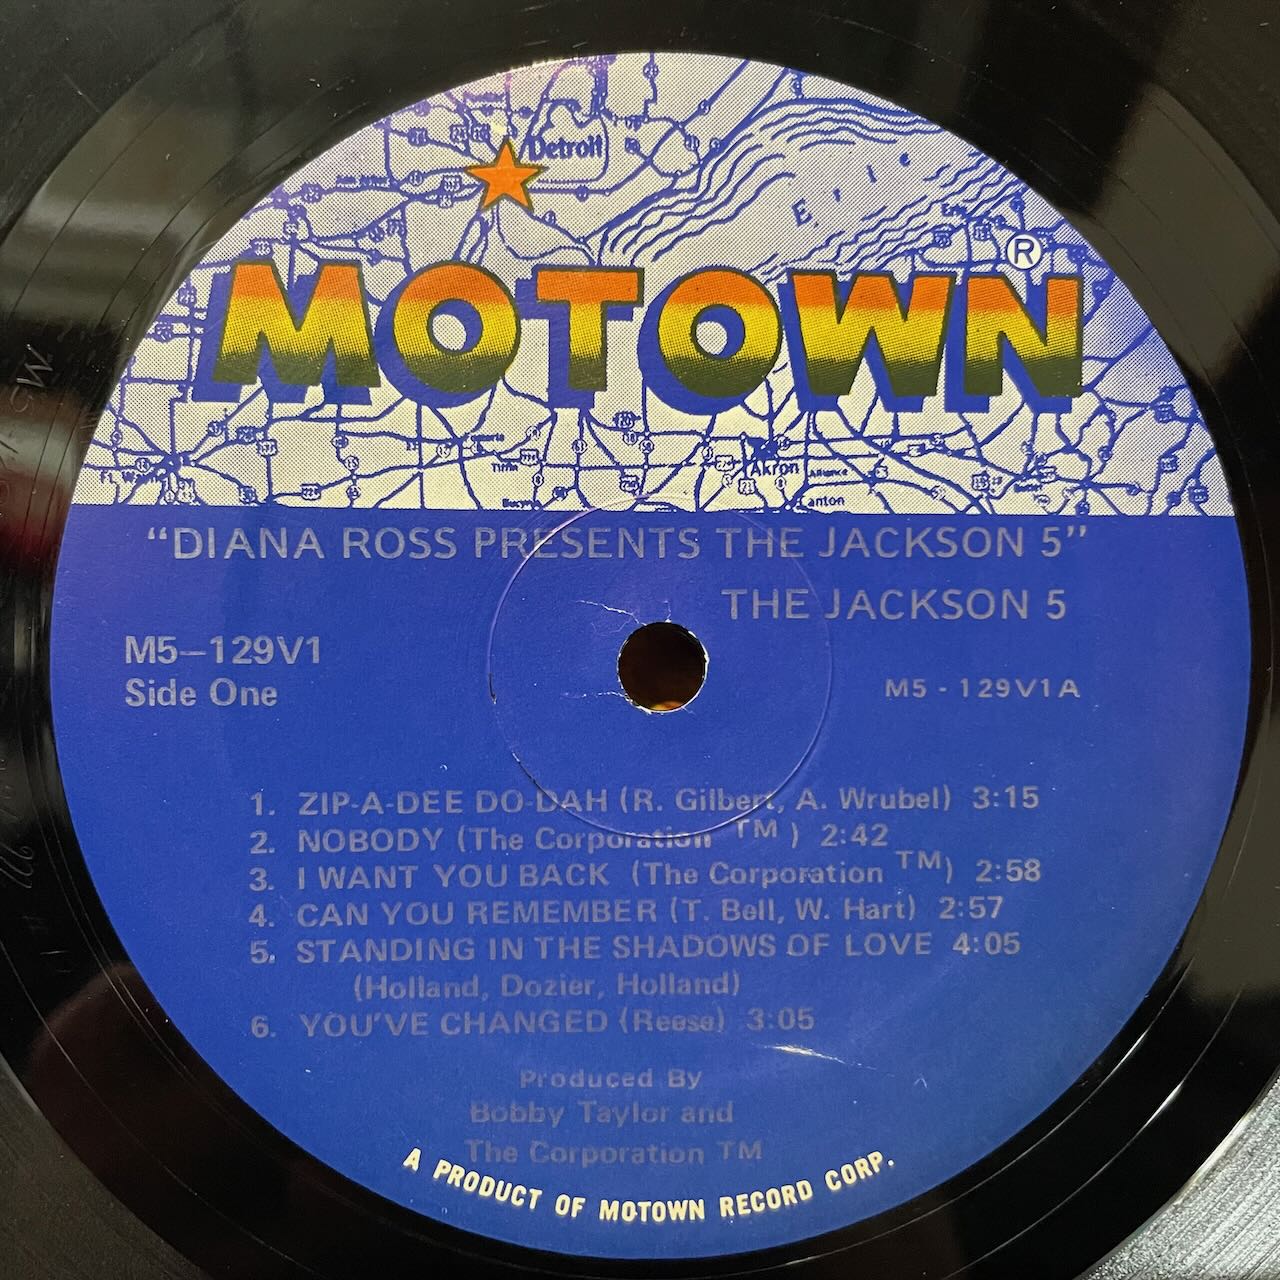 Detroit
Erie
MOTOWN ®
Tiffin
Akron
Alliance
Canton
"DIANA ROSS PRESENTS THE JACKSON 5"
THE JACKSON 5
M5–129V1
Side One
M5 - 129V1A
1. ZIP-A-DEE DO-DAH (R. Gilbert, A. Wrubel) 3:15
2. NOBODY (The Corporation TM) 2:42
3. I WANT YOU BACK (The Corporation TM) 2:58
4. CAN YOU REMEMBER (T. Bell, W. Hart) 2:57
5. STANDING IN THE SHADOWS OF LOVE 4:05
(Holland, Dozier, Holland)
6. YOU'VE CHANGED (Reese) 3:05
Produced By
Bobby Taylor and
The Corporation TM
A PRODUCT OF MOTOWN RECORD CORP.